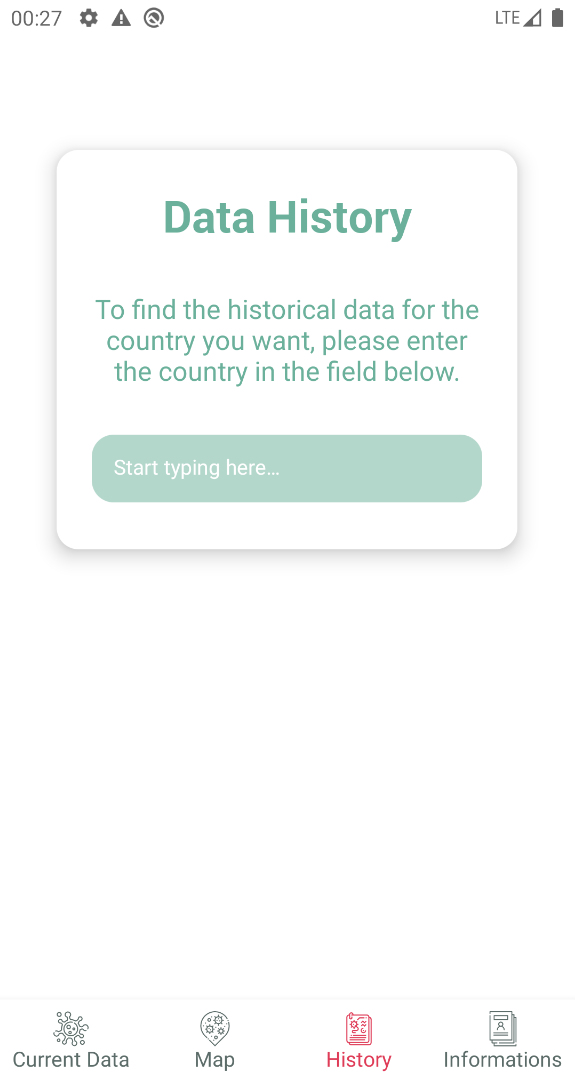 00:27
LTE
Data History
To find the historical data for the
country you want, please enter
the country in the field below.
Start typing here...
Current Data
Map
History
Informations